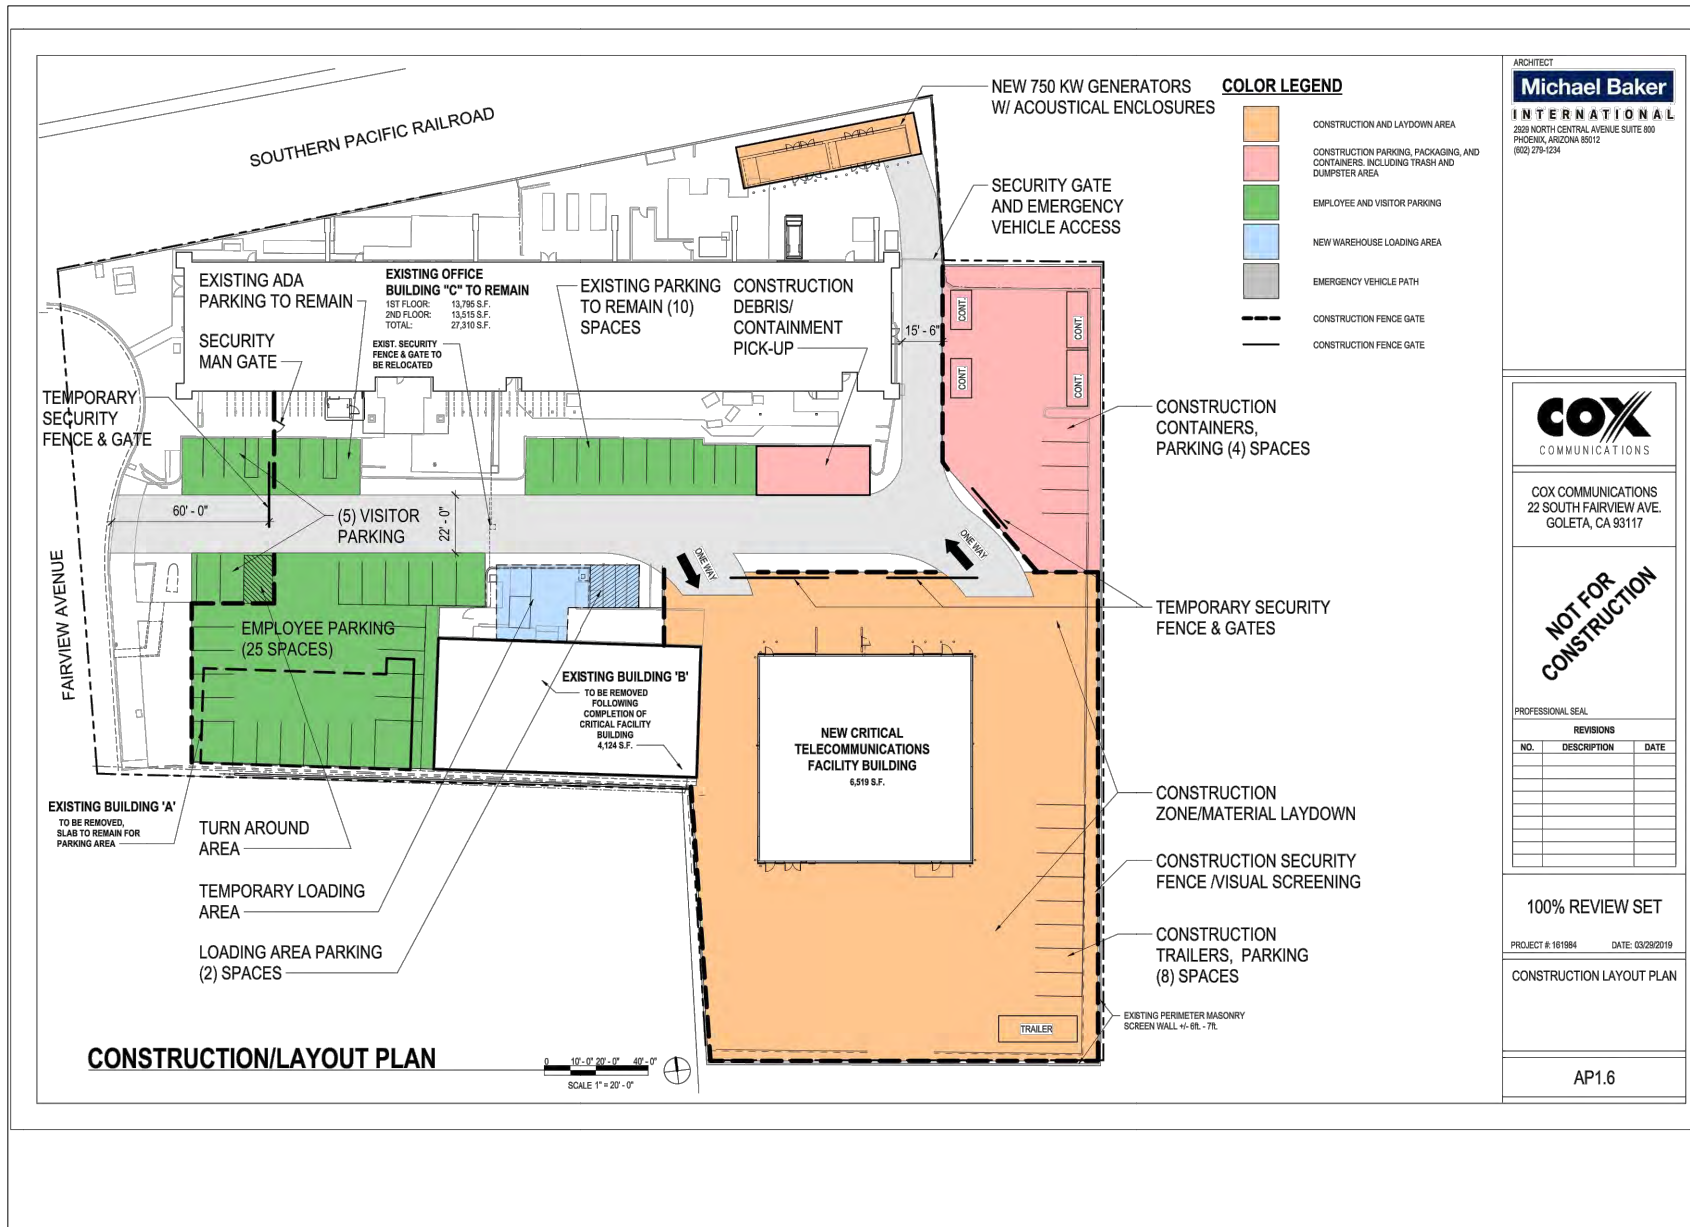 SOUTHERN PACIFIC RAILROAD
NEW 750 KW GENERATORS
W/ ACOUSTICAL ENCLOSURES
SECURITY GATE
AND EMERGENCY
VEHICLE ACCESS
COLOR LEGEND
CONSTRUCTION AND LAYDOWN AREA
CONSTRUCTION PARKING, PACKAGING, AND
CONTAINERS. INCLUDING TRASH AND
DUMPSTER AREA
EMPLOYEE AND VISITOR PARKING
NEW WAREHOUSE LOADING AREA
EMERGENCY VEHICLE PATH
CONSTRUCTION FENCE GATE
CONSTRUCTION FENCE GATE
EXISTING ADA
PARKING TO REMAIN
SECURITY
MAN GATE
EXISTING OFFICE
BUILDING "C" TO REMAIN
1ST FLOOR: 13,795 S.F.
2ND FLOOR: 13,515 S.F.
TOTAL: 27,310 S.F.
EXIST. SECURITY
FENCE & GATE TO
BE RELOCATED
EXISTING PARKING
TO REMAIN (10)
SPACES
CONSTRUCTION
DEBRIS/
CONTAINMENT
PICK-UP
15' - 6"
CONT.
CONT.
CONT.
CONT.
TEMPORARY
SECURITY
FENCE & GATE
CONSTRUCTION
CONTAINERS,
PARKING (4) SPACES
60' - 0"
(5) VISITOR
PARKING
22' - 0"
ONE WAY
ONE WAY
FAIRVIEW AVENUE
EMPLOYEE PARKING
(25 SPACES)
TEMPORARY SECURITY
FENCE & GATES
EXISTING BUILDING 'B'
TO BE REMOVED
FOLLOWING
COMPLETION OF
CRITICAL FACILITY
BUILDING
4,124 S.F.
NEW CRITICAL
TELECOMMUNICATIONS
FACILITY BUILDING
6,519 S.F.
EXISTING BUILDING 'A'
TO BE REMOVED,
SLAB TO REMAIN FOR
PARKING AREA
TURN AROUND
AREA
TEMPORARY LOADING
AREA
LOADING AREA PARKING
(2) SPACES
CONSTRUCTION
ZONE/MATERIAL LAYDOWN
CONSTRUCTION SECURITY
FENCE /VISUAL SCREENING
CONSTRUCTION
TRAILERS, PARKING
(8) SPACES
EXISTING PERIMETER MASONRY
SCREEN WALL +/- 6ft. - 7ft.
TRAILER
CONSTRUCTION/LAYOUT PLAN
0 10'- 0" 20' - 0" 40' - 0"
SCALE 1" = 20' - 0"
ARCHITECT
Michael Baker
INTERNATIONAL
2929 NORTH CENTRAL AVENUE SUITE 800
PHOENIX, ARIZONA 85012
(602) 279-1234
COX
COMMUNICATIONS
COX COMMUNICATIONS
22 SOUTH FAIRVIEW AVE.
GOLETA, CA 93117
NOT FOR
CONSTRUCTION
PROFESSIONAL SEAL
REVISIONS
NO. DESCRIPTION DATE
100% REVIEW SET
PROJECT #: 161984 DATE: 03/29/2019
CONSTRUCTION LAYOUT PLAN
AP1.6